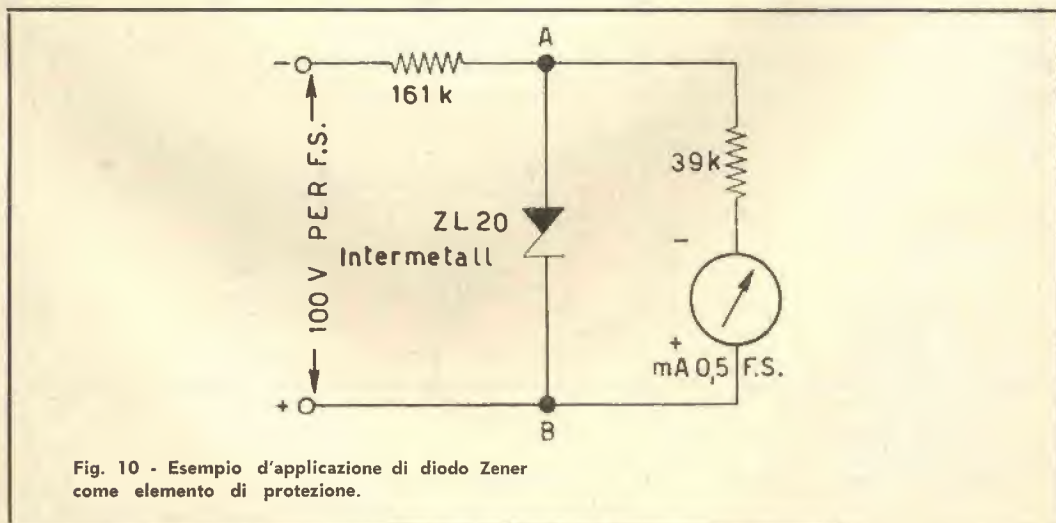 A
-
161 k
100 V PER F.S.
39k
ZL 20
Intermetall
-
+
mA 0,5 F.S.
+
B
Fig. 10 - Esempio d'applicazione di diodo Zener
come elemento di protezione.